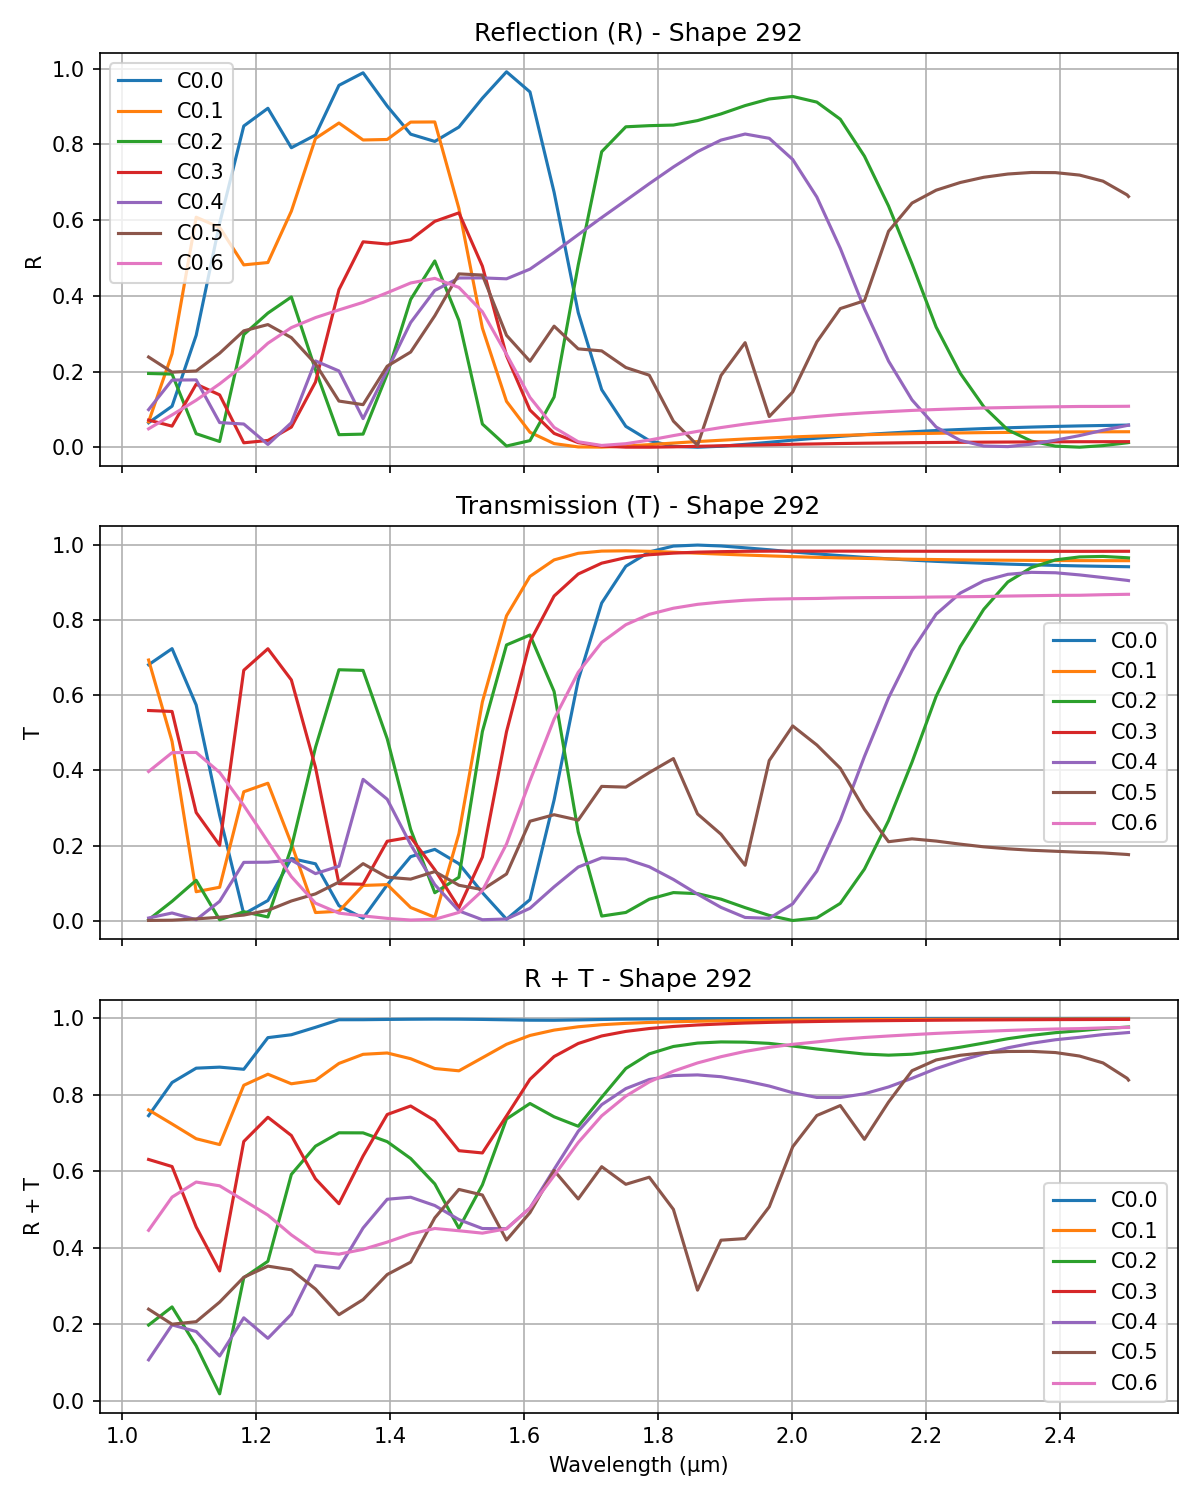 Reflection (R) - Shape 292
1.0
0.8
0.6
0.4
0.2
0.0
R
C0.0
C0.1
C0.2
C0.3
C0.4
C0.5
C0.6
Transmission (T) - Shape 292
1.0
0.8
0.6
0.4
0.2
0.0
T
C0.0
C0.1
C0.2
C0.3
C0.4
C0.5
C0.6
R + T - Shape 292
1.0
0.8
0.6
0.4
0.2
0.0
R + T
C0.0
C0.1
C0.2
C0.3
C0.4
C0.5
C0.6
1.0 1.2 1.4 1.6 1.8 2.0 2.2 2.4
Wavelength (μm)